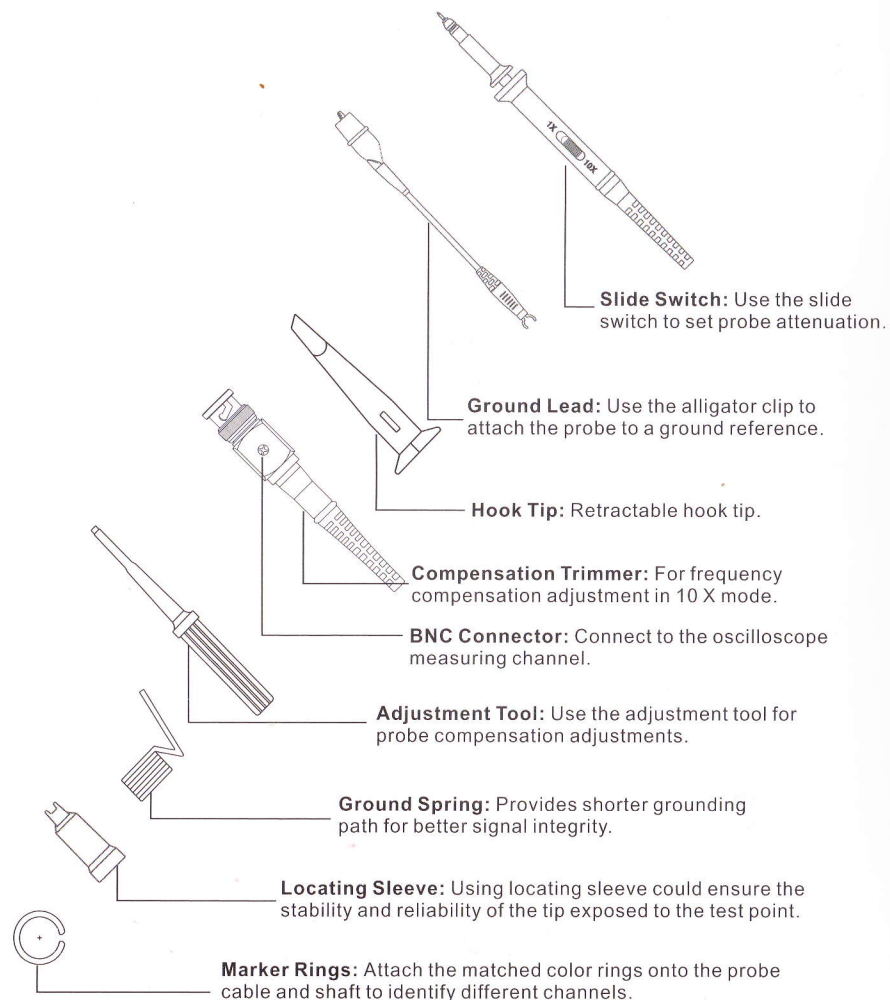 1X
10X
Slide Switch: Use the slide
switch to set probe attenuation.
Ground Lead: Use the alligator clip to
attach the probe to a ground reference.
Hook Tip: Retractable hook tip.
Compensation Trimmer: For frequency
compensation adjustment in 10 X mode.
BNC Connector: Connect to the oscilloscope
measuring channel.
Adjustment Tool: Use the adjustment tool for
probe compensation adjustments.
Ground Spring: Provides shorter grounding
path for better signal integrity.
Locating Sleeve: Using locating sleeve could ensure the
stability and reliability of the tip exposed to the test point.
Marker Rings: Attach the matched color rings onto the probe
cable and shaft to identify different channels.